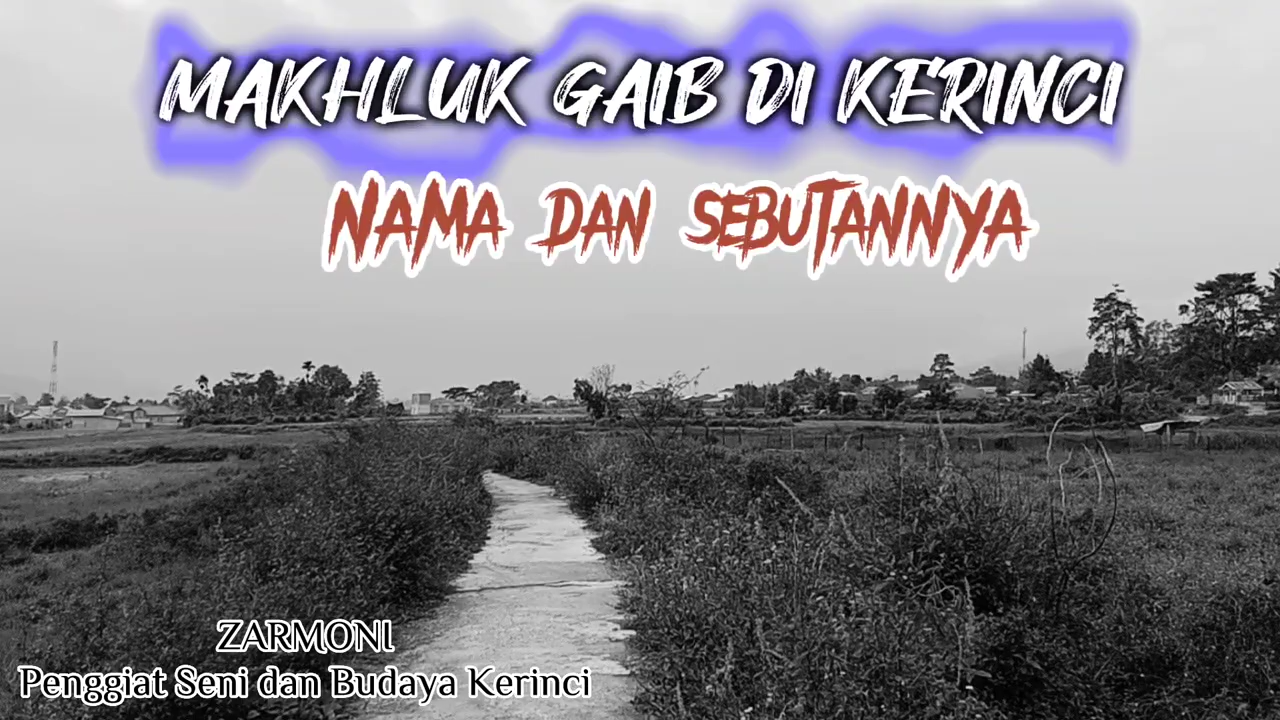 MAKHLUK GAIB DI KERINCI
NAMA DAN SEBUTANNYA
ZARMONI
Penggiat Seni dan Budaya Kerinci